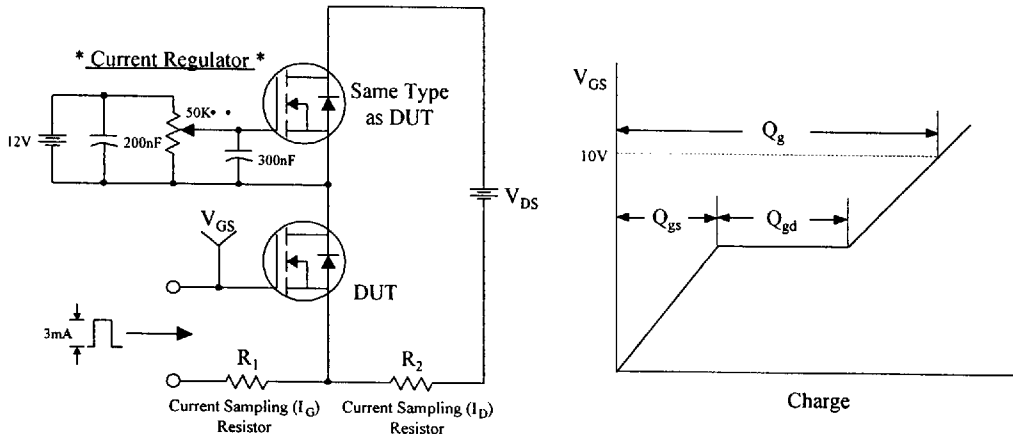 * Current Regulator *
50K••
12V
200nF
300nF
Same Type
as DUT
V_DS
V_GS
DUT
3mA
R_1
R_2
Current Sampling (I_G)
Resistor
Current Sampling (I_D)
Resistor
V_GS
10V
Q_g
Q_gs
Q_gd
Charge